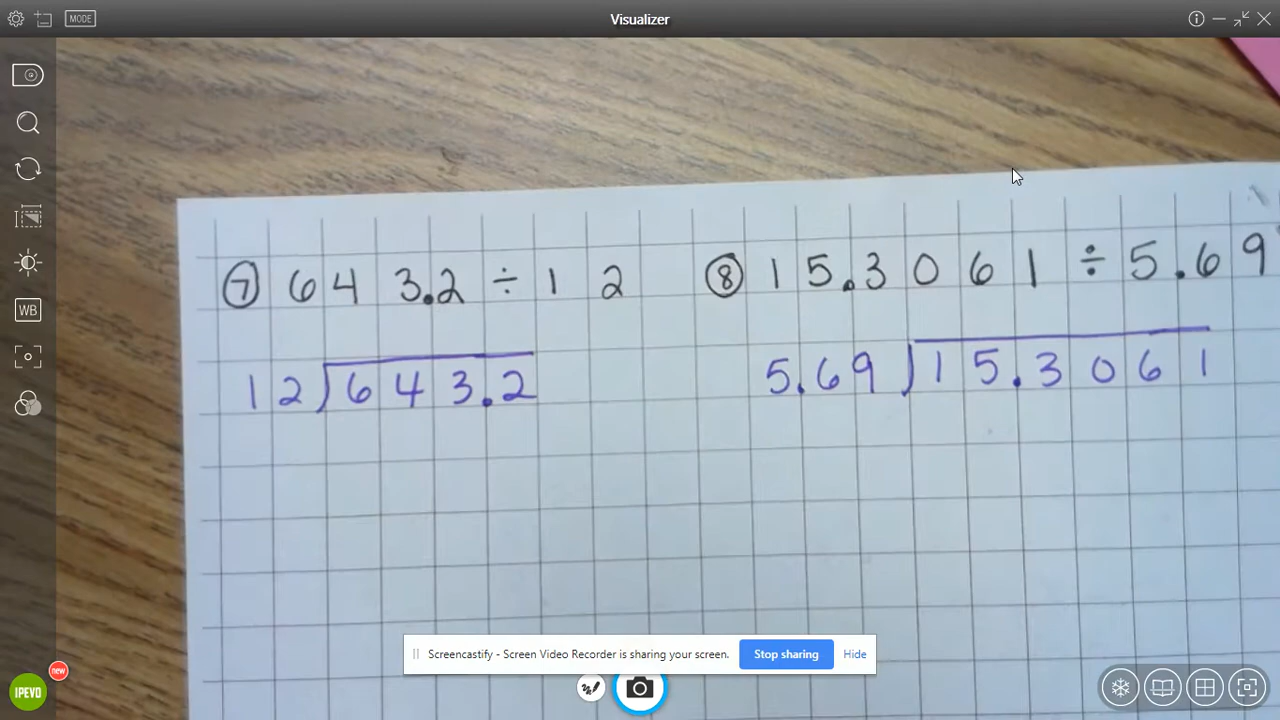 MODE
Visualizer
WB
⑦ 643.2 ÷ 12
⑧ 15.3061 ÷ 5.69
12)643.2
5.69)15.3061
Screencastify - Screen Video Recorder is sharing your screen.
Stop sharing
Hide
new
IPEVO